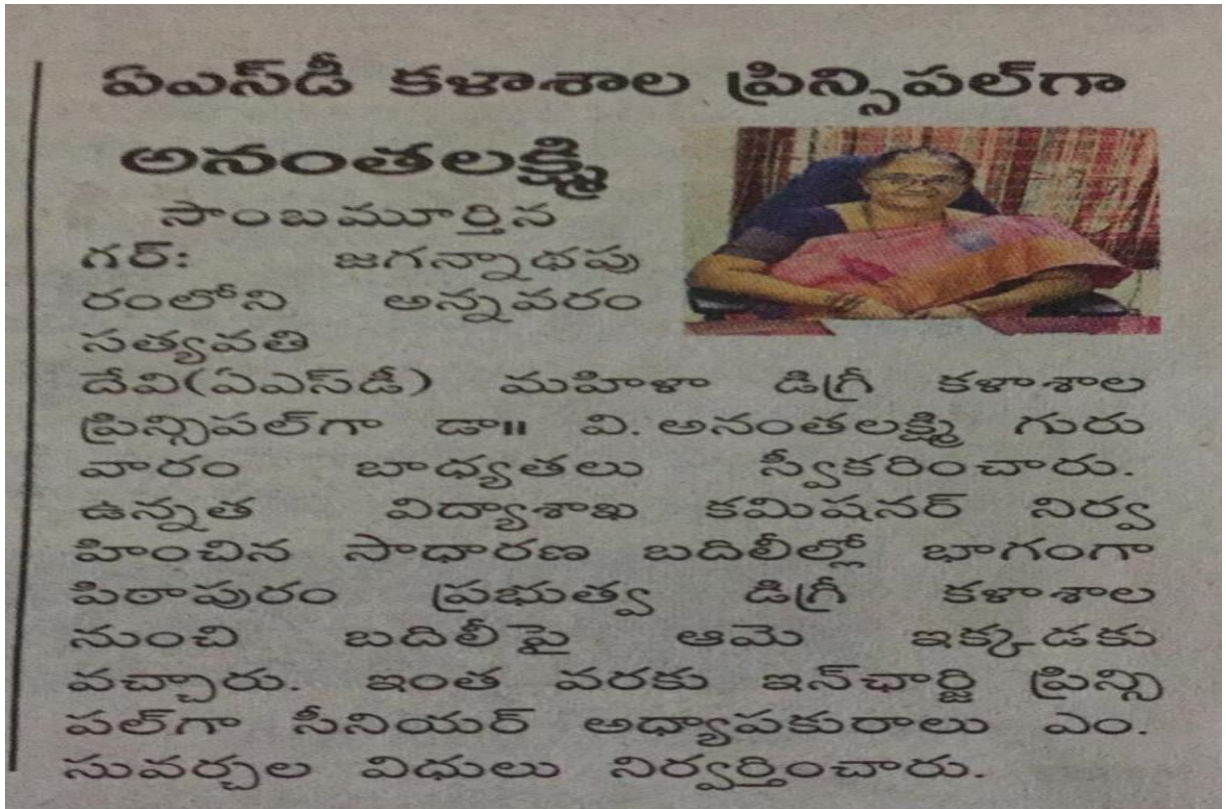 ఏఎస్‌డీ కళాశాల ప్రిన్సిపల్‌గా
అనంతలక్ష్మి
సాంబమూర్తిన
గర్: జగన్నాథపు
రంలోని అన్నవరం
సత్యవతి
దేవి(ఏఎస్‌డీ) మహిళా డిగ్రీ కళాశాల
ప్రిన్సిపల్‌గా డా॥ వి.అనంతలక్ష్మి గురు
వారం బాధ్యతలు స్వీకరించారు.
ఉన్నత విద్యాశాఖ కమిషనర్ నిర్వ
హించిన సాధారణ బదిలీల్లో భాగంగా
పిఠాపురం ప్రభుత్వ డిగ్రీ కళాశాల
నుంచి బదిలీపై ఆమె ఇక్కడకు
వచ్చారు. ఇంత వరకు ఇన్‌ఛార్జి ప్రిన్సి
పల్‌గా సీనియర్ అధ్యాపకురాలు ఎం.
సువర్చల విధులు నిర్వర్తించారు.